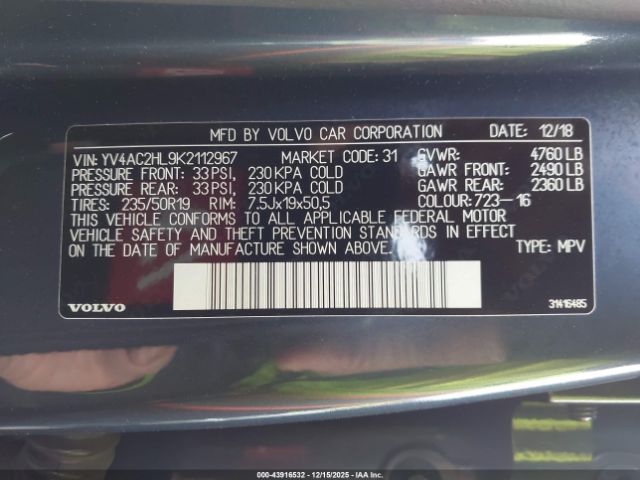 MFD BY VOLVO CAR CORPORATION DATE: 12/18
VIN: YV4AC2HL9K2112967 MARKET CODE: 31 GVWR: 4760 LB
PRESSURE FRONT: 33 PSI, 230 KPA COLD GAWR FRONT: 2490 LB
PRESSURE REAR: 33 PSI, 230 KPA COLD GAWR REAR: 2360 LB
TIRES: 235/50R19 RIM: 7,5Jx19x50,5 COLOUR: 723-16
THIS VEHICLE CONFORMS TO ALL APPLICABLE FEDERAL MOTOR
VEHICLE SAFETY AND THEFT PREVENTION STANDARDS IN EFFECT
ON THE DATE OF MANUFACTURE SHOWN ABOVE. TYPE: MPV
VOLVO 31416485
000-43916532 - 12/15/2025 - IAA Inc.